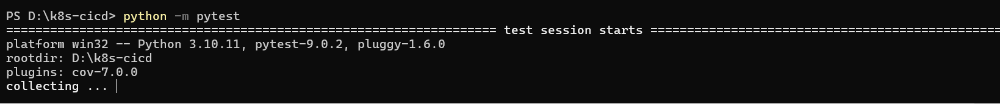 PS D:\k8s-cicd> python -m pytest
=================================================================== test session starts ================================================
platform win32 -- Python 3.10.11, pytest-9.0.2, pluggy-1.6.0
rootdir: D:\k8s-cicd
plugins: cov-7.0.0
collecting ...